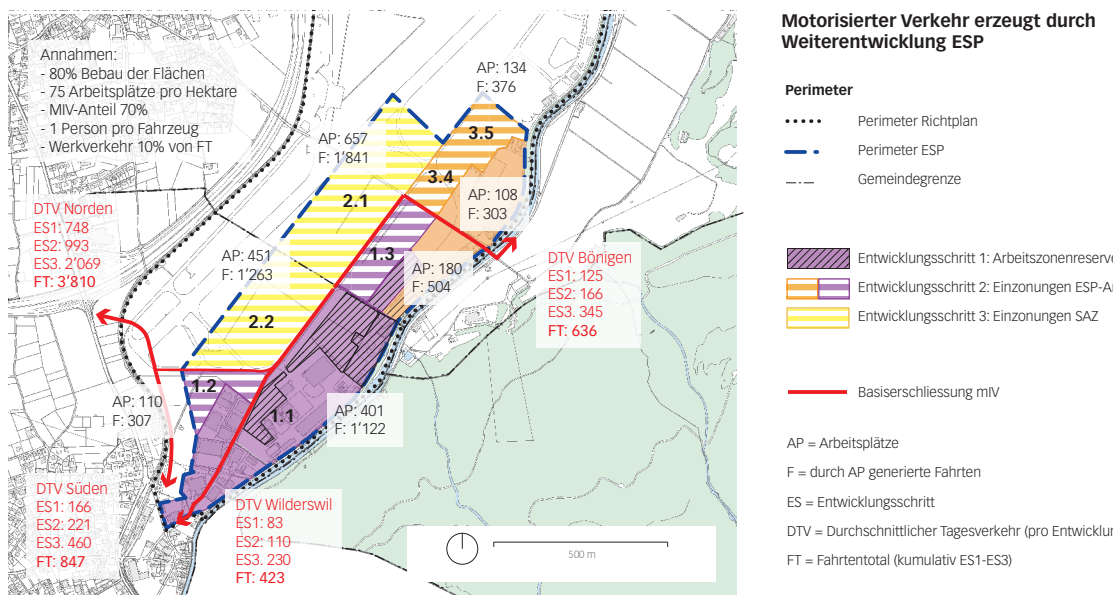 Annahmen:
- 80% Bebau der Flächen
- 75 Arbeitsplätze pro Hektare
- MIV-Anteil 70%
- 1 Person pro Fahrzeug
- Werkverkehr 10% von FT
AP: 134
F: 376
AP: 657
F: 1'841
3.5
3.4
2.1
AP: 108
F: 303
DTV Norden
ES1: 748
ES2: 993
ES3. 2'069
FT: 3'810
AP: 451
F: 1'263
1.3
AP: 180
F: 504
DTV Bönigen
ES1: 125
ES2: 166
ES3. 345
FT: 636
2.2
1.2
AP: 110
F: 307
1.1
AP: 401
F: 1'122
DTV Süden
ES1: 166
ES2: 221
ES3. 460
FT: 847
DTV Wilderswil
ES1: 83
ES2: 110
ES3. 230
FT: 423
500 m
Motorisierter Verkehr erzeugt durch
Weiterentwicklung ESP
Perimeter
Perimeter Richtplan
Perimeter ESP
Gemeindegrenze
Entwicklungsschritt 1: Arbeitszonenreserve
Entwicklungsschritt 2: Einzonungen ESP-A
Entwicklungsschritt 3: Einzonungen SAZ
Basiserschliessung mIV
AP = Arbeitsplätze
F = durch AP generierte Fahrten
ES = Entwicklungsschritt
DTV = Durchschnittlicher Tagesverkehr (pro Entwicklun
FT = Fahrtentotal (kumulativ ES1-ES3)